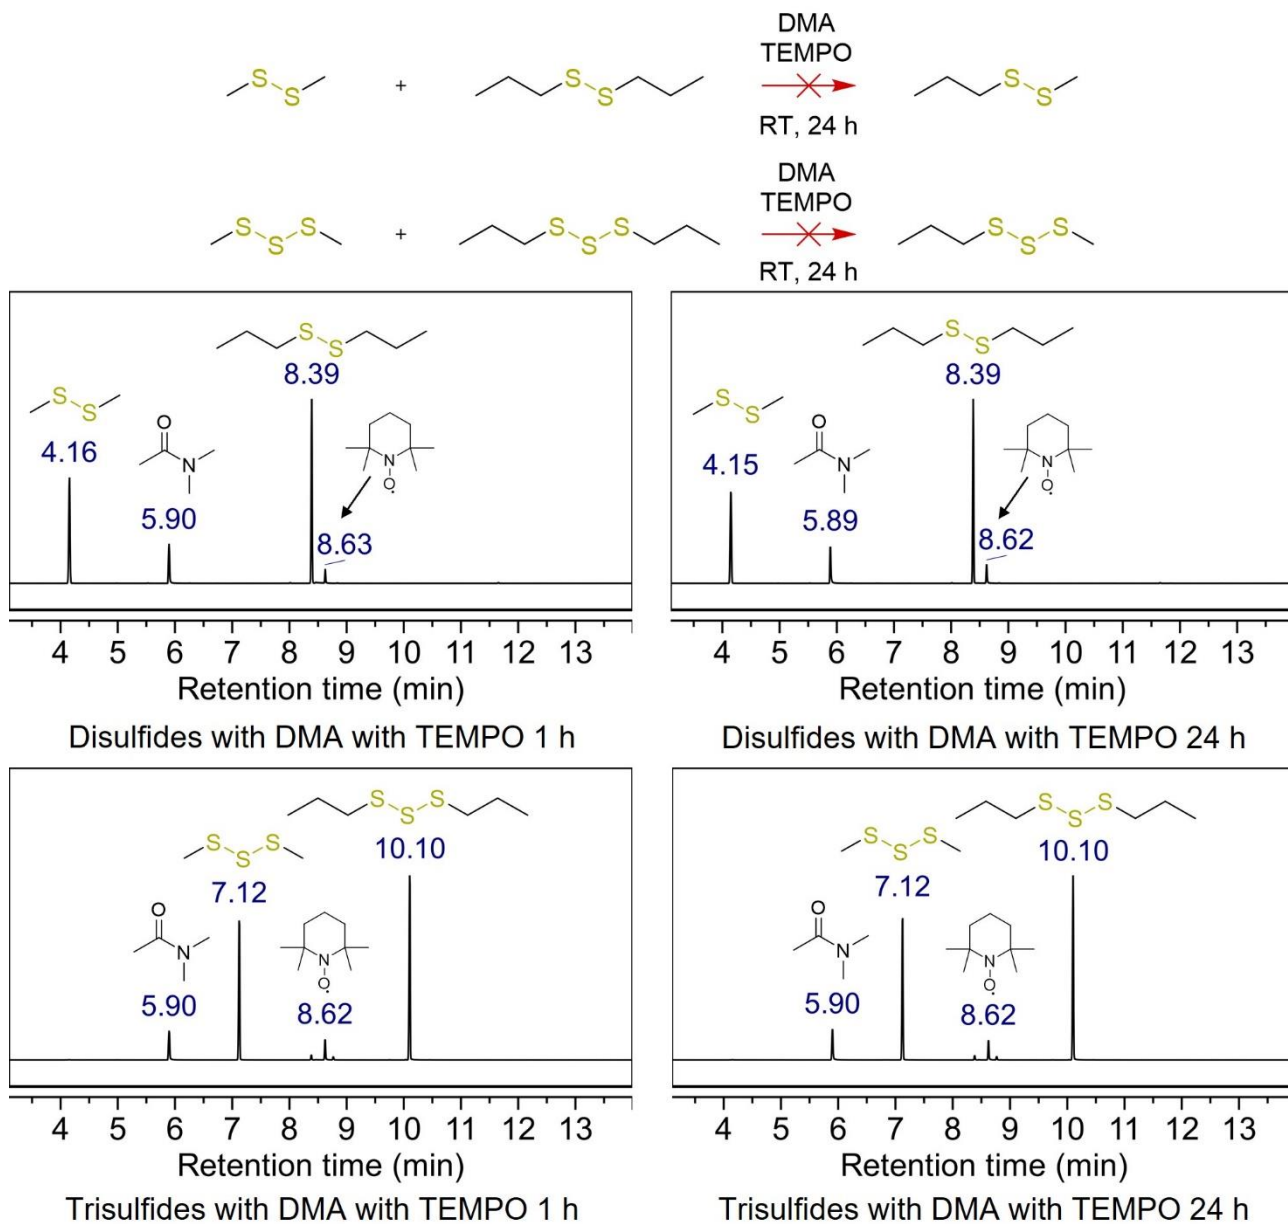 DMA
TEMPO
S
S
+
S
S
S
S
RT, 24 h
DMA
TEMPO
S
S
S
+
S
S
S
S
S
S
RT, 24 h
S
S
8.39
S
S
4.16
O
N
5.90
N
O·
8.63
4 5 6 7 8 9 10 11 12 13
Retention time (min)
Disulfides with DMA with TEMPO 1 h
S
S
8.39
S
S
4.15
O
N
5.89
N
O·
8.62
4 5 6 7 8 9 10 11 12 13
Retention time (min)
Disulfides with DMA with TEMPO 24 h
S
S
S
10.10
S
S
S
7.12
O
N
5.90
N
O·
8.62
4 5 6 7 8 9 10 11 12 13
Retention time (min)
Trisulfides with DMA with TEMPO 1 h
S
S
S
10.10
S
S
S
7.12
O
N
5.90
N
O·
8.62
4 5 6 7 8 9 10 11 12 13
Retention time (min)
Trisulfides with DMA with TEMPO 24 h